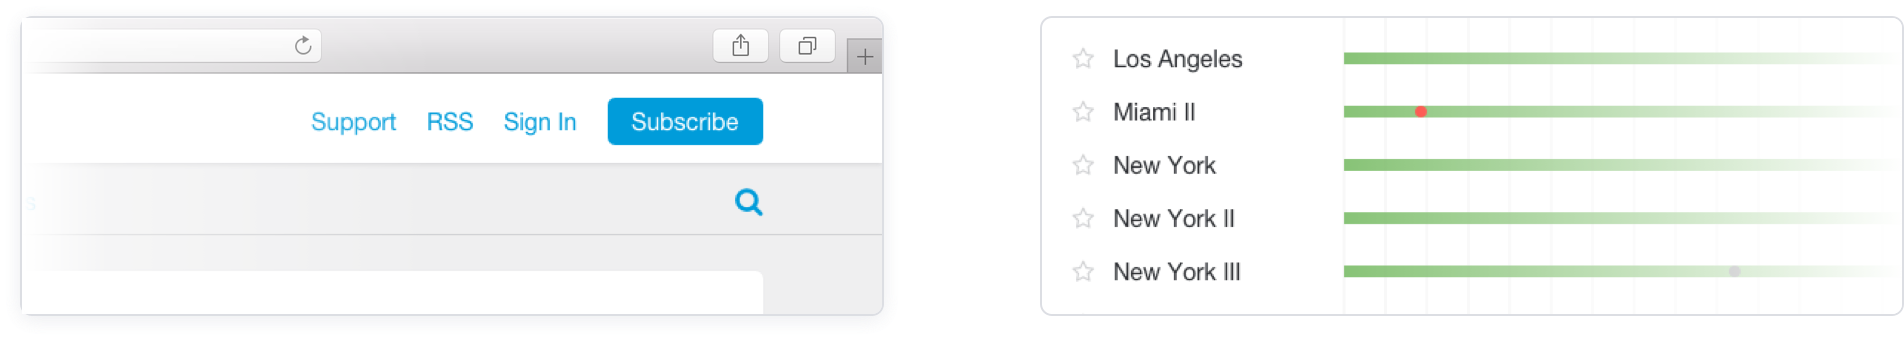 Support RSS Sign In Subscribe
Los Angeles
Miami II
New York
New York II
New York III